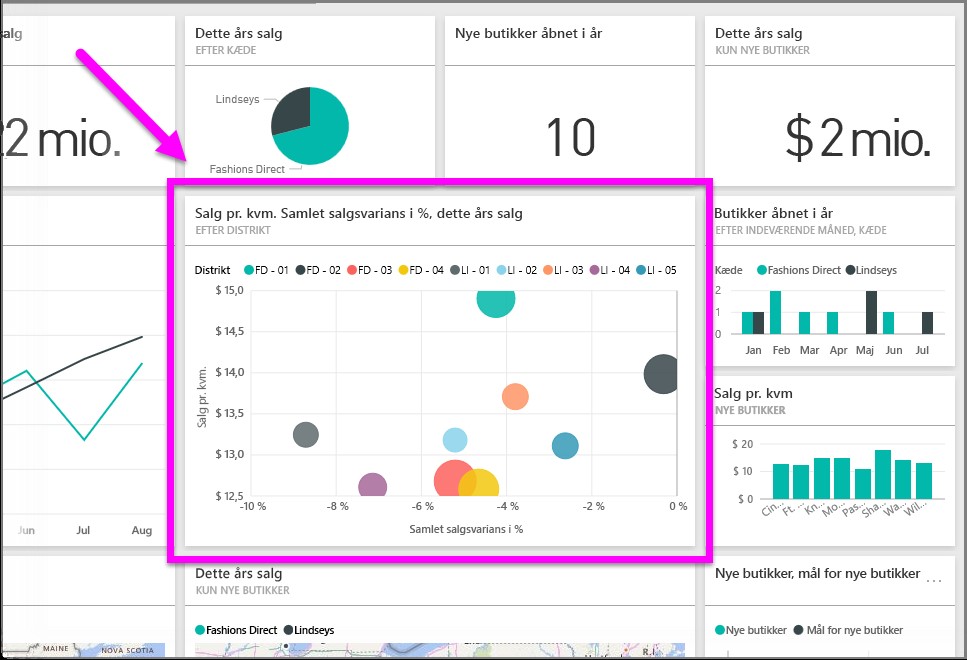 alg
2 mio.
Jun Jul Aug
MAINE NOVA SCOTIA
Dette års salg
EFTER KÆDE
Lindseys
Fashions Direct
Nye butikker åbnet i år
10
Dette års salg
KUN NYE BUTIKKER
$ 2 mio.
Salg pr. kvm. Samlet salgsvarians i %, dette års salg
EFTER DISTRIKT
Distrikt FD - 01 FD - 02 FD - 03 FD - 04 LI - 01 LI - 02 LI - 03 LI - 04 LI - 05
Salg pr. kvm.
$ 15,0
$ 14,5
$ 14,0
$ 13,5
$ 13,0
$ 12,5
-10 % -8 % -6 % -4 % -2 % 0 %
Samlet salgsvarians i %
Butikker åbnet i år
EFTER INDEVÆRENDE MÅNED, KÆDE
Kæde Fashions Direct Lindseys
2
1
0
Jan Feb Mar Apr Maj Jun Jul
Salg pr. kvm
NYE BUTIKKER
$ 20
$ 10
$ 0
Cin... Ft. ... Kn... Mo... Pas... Sha... Wa... Wil...
Dette års salg
KUN NYE BUTIKKER
Fashions Direct Lindseys
Nye butikker, mål for nye butikker ...
Nye butikker Mål for nye butikker